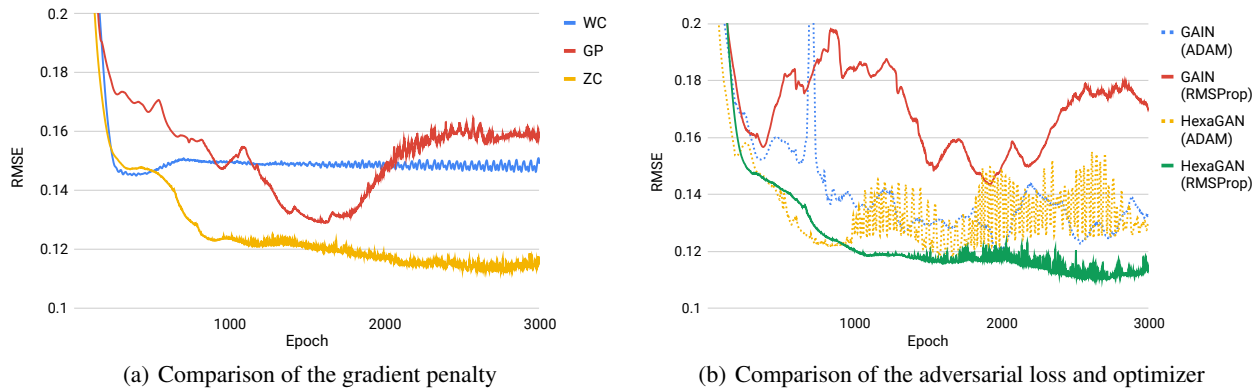 0.2
0.18
0.16
0.14
0.12
0.1
RMSE
1000
2000
3000
Epoch
WC
GP
ZC
(a) Comparison of the gradient penalty
0.2
0.18
0.16
0.14
0.12
0.1
RMSE
1000
2000
3000
Epoch
GAIN
(ADAM)
GAIN
(RMSProp)
HexaGAN
(ADAM)
HexaGAN
(RMSProp)
(b) Comparison of the adversarial loss and optimizer